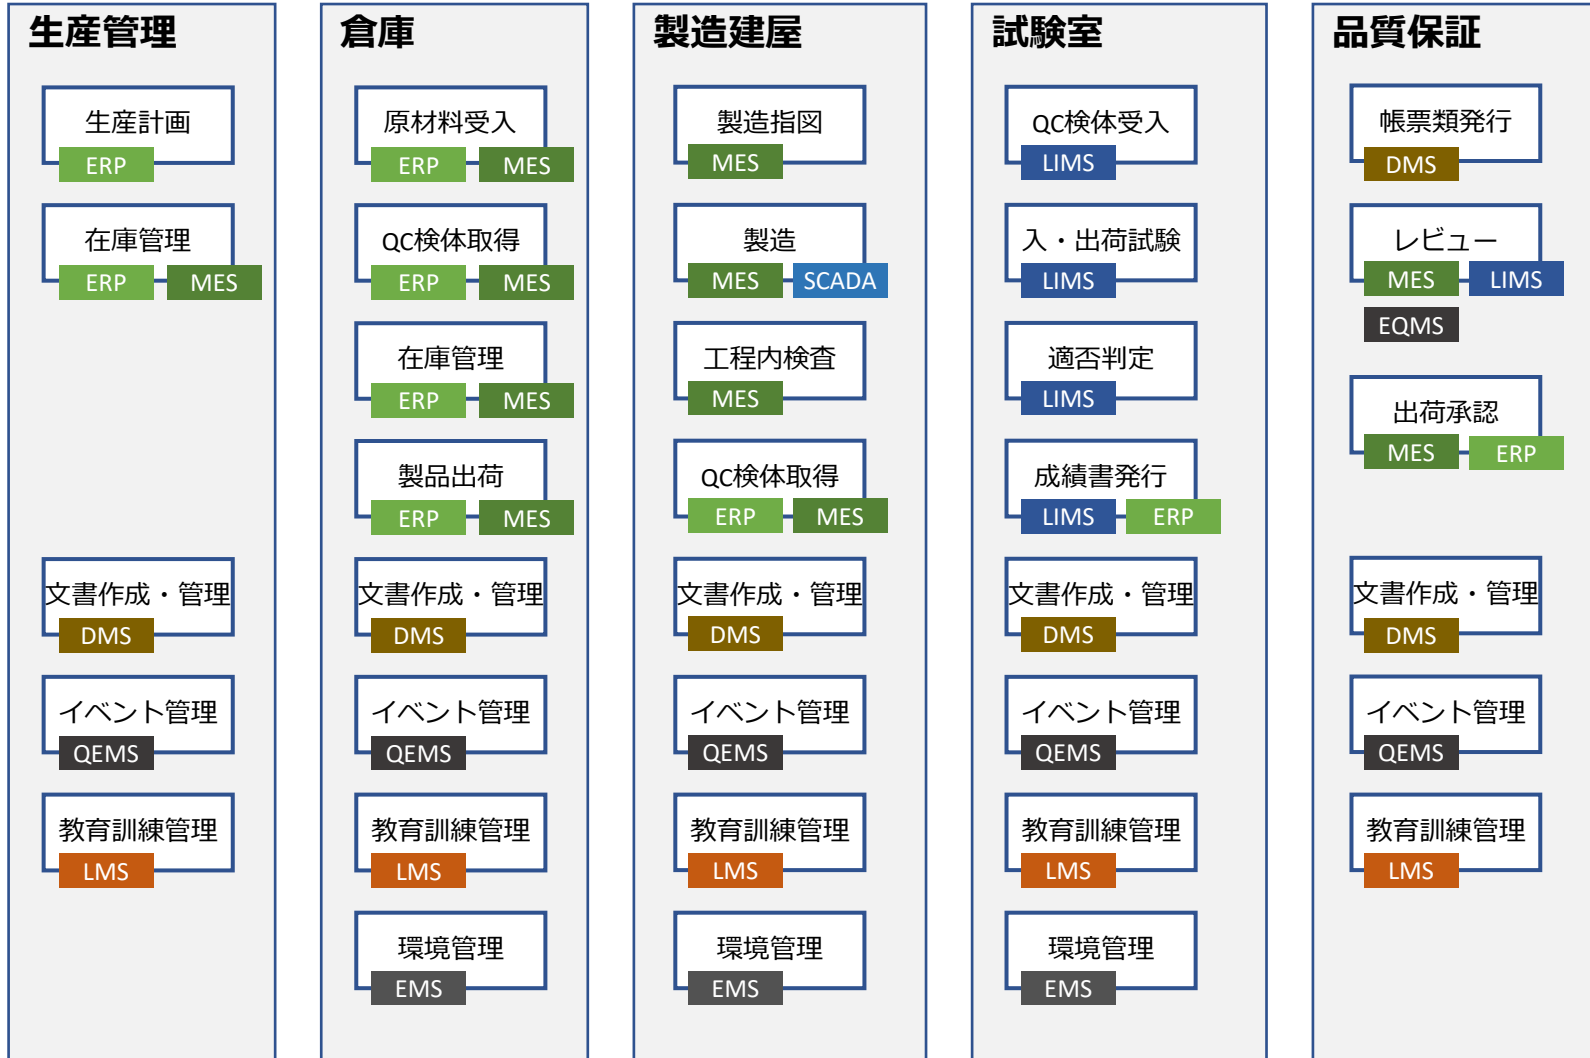 生産管理
生産計画
ERP
在庫管理
ERP MES
文書作成・管理
DMS
イベント管理
QEMS
教育訓練管理
LMS
倉庫
原材料受入
ERP MES
QC検体取得
ERP MES
在庫管理
ERP MES
製品出荷
ERP MES
文書作成・管理
DMS
イベント管理
QEMS
教育訓練管理
LMS
環境管理
EMS
製造建屋
製造指図
MES
製造
MES SCADA
工程内検査
MES
QC検体取得
ERP MES
文書作成・管理
DMS
イベント管理
QEMS
教育訓練管理
LMS
環境管理
EMS
試験室
QC検体受入
LIMS
入・出荷試験
LIMS
適否判定
LIMS
成績書発行
LIMS ERP
文書作成・管理
DMS
イベント管理
QEMS
教育訓練管理
LMS
環境管理
EMS
品質保証
帳票類発行
DMS
レビュー
MES LIMS
EQMS
出荷承認
MES ERP
文書作成・管理
DMS
イベント管理
QEMS
教育訓練管理
LMS